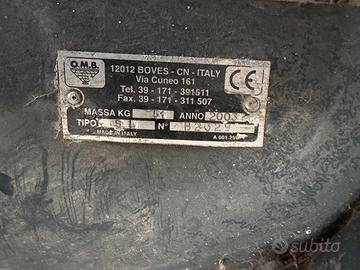 O.M.B.
12012 BOVES - CN - ITALY
Via Cuneo 161
Tel. 39 - 171 - 391511
Fax. 39 - 171 - 311 507
CE
MASSA KG ANNO 2003
TIPO N°
MADE IN ITALY
subito